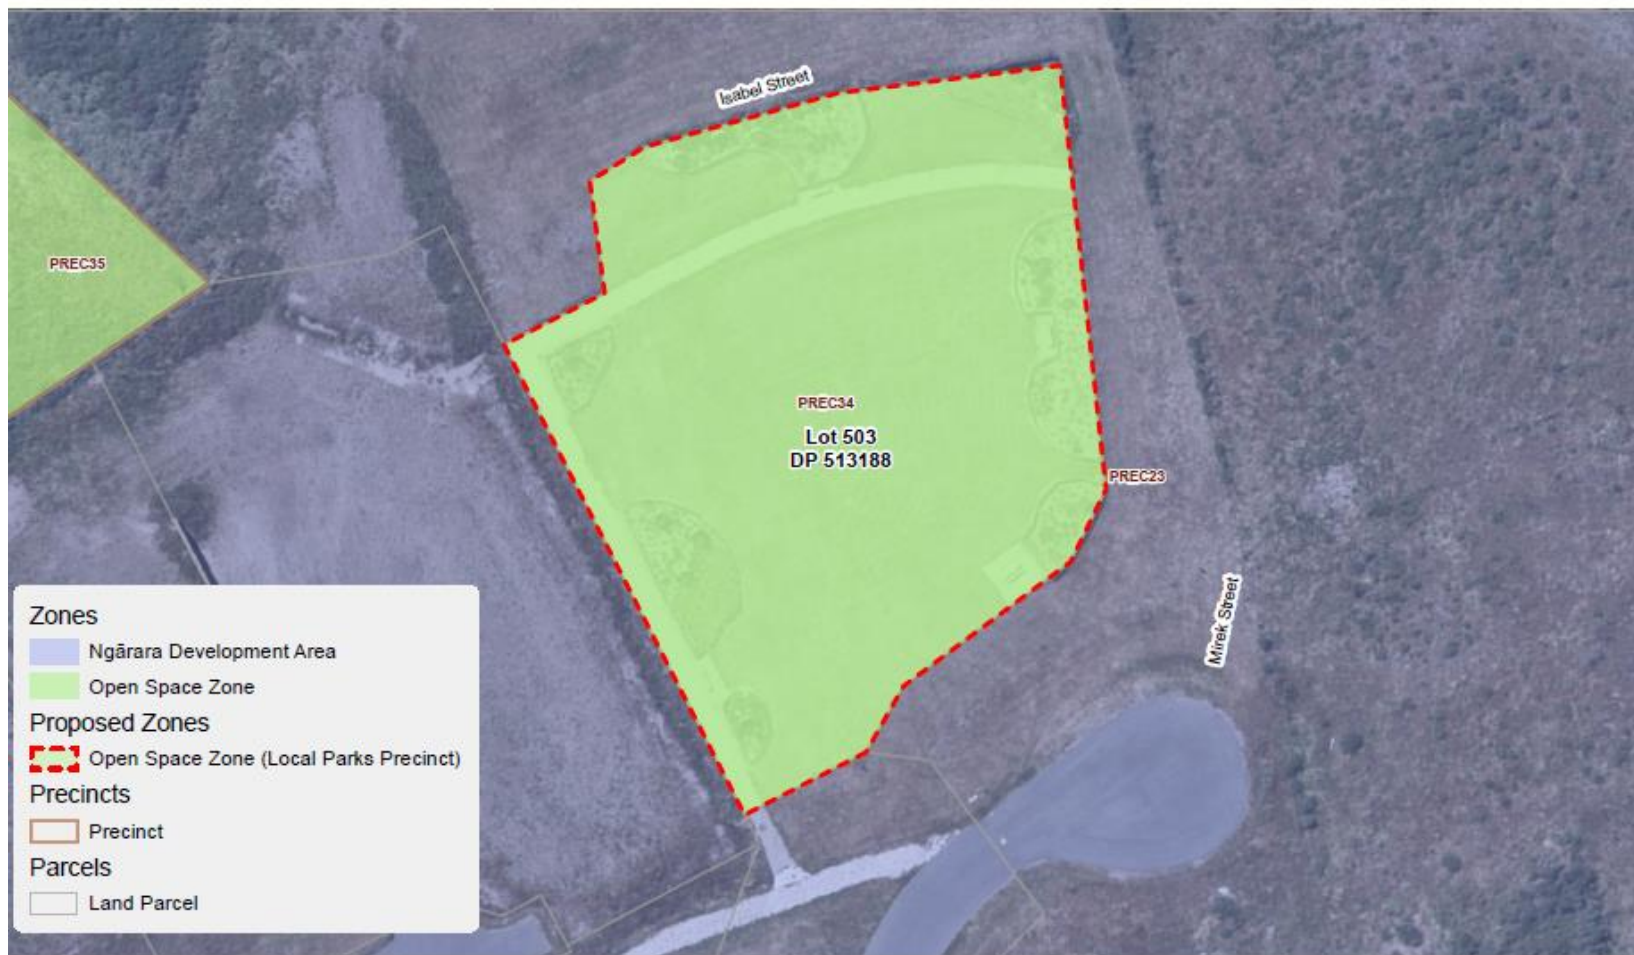 Isabel Street
PREC35
PREC34
Lot 503
DP 513188
PREC23
Mirek Street
Zones
Ngārara Development Area
Open Space Zone
Proposed Zones
Open Space Zone (Local Parks Precinct)
Precincts
Precinct
Parcels
Land Parcel